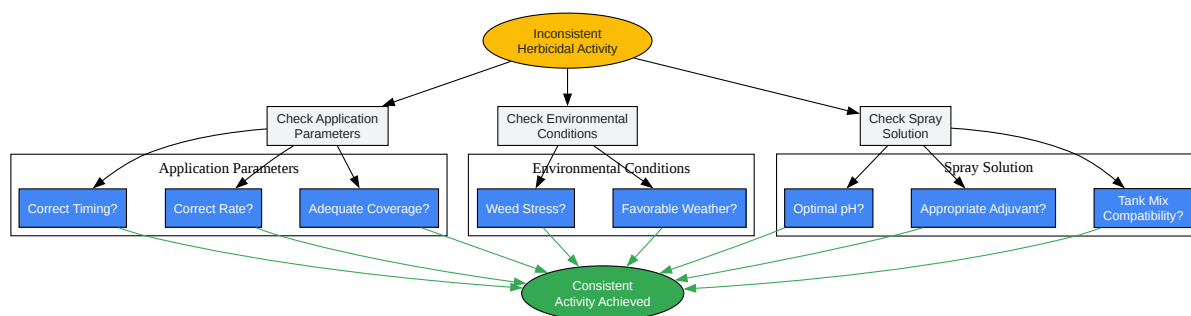 Inconsistent
Herbicidal Activity
Check Application
Parameters
Check Environmental
Conditions
Check Spray
Solution
Application Parameters
Environmental Conditions
Spray Solution
Correct Timing?
Correct Rate?
Adequate Coverage?
Weed Stress?
Favorable Weather?
Optimal pH?
Appropriate Adjuvant?
Tank Mix
Compatibility?
Consistent
Activity Achieved